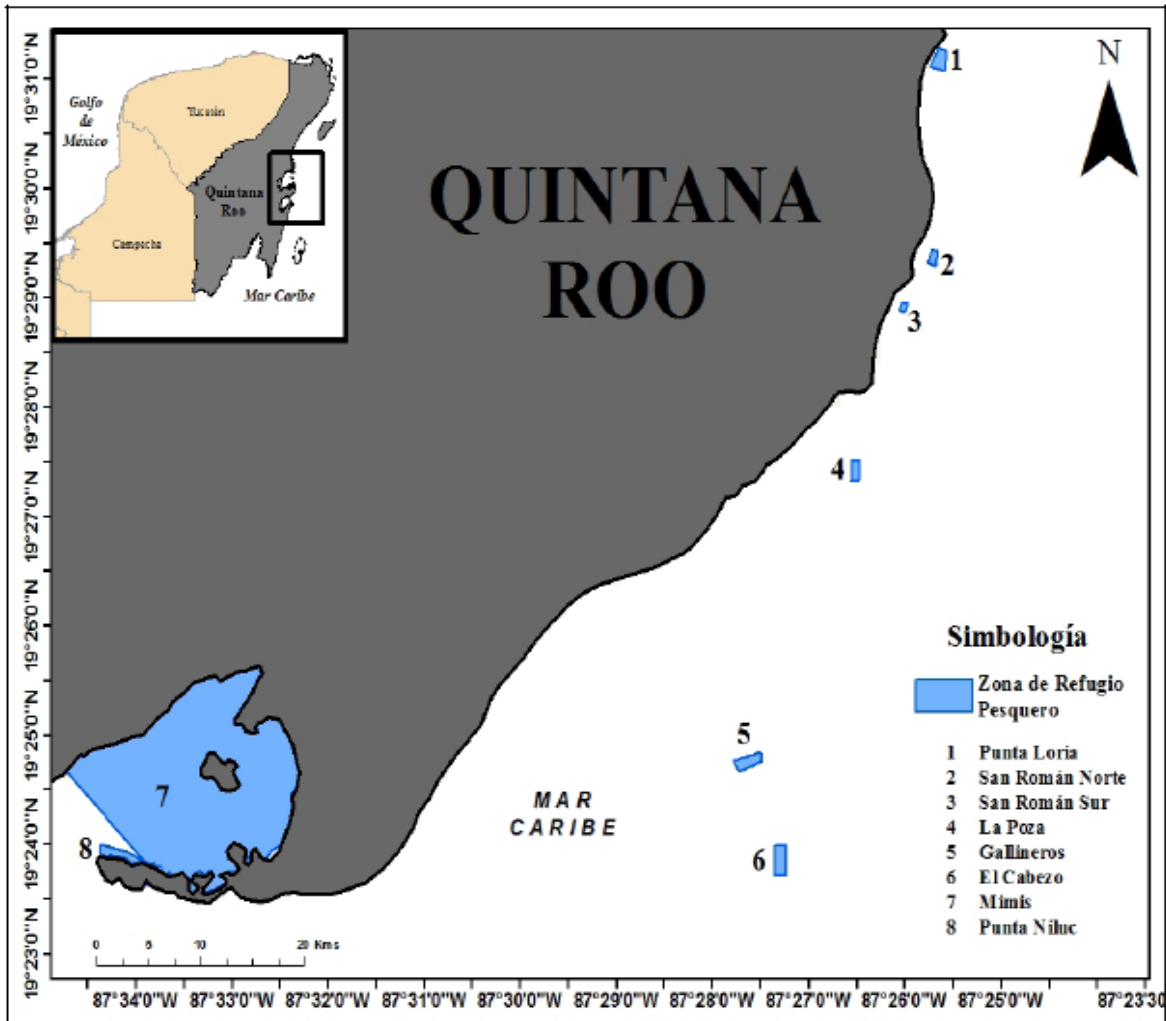 Golfo
de
México
Yucatán
Quintana
Roo
Campeche
Mar Caribe
QUINTANA
ROO
N
1
2
3
4
5
6
7
8
MAR
CARIBE
Simbología
Zona de Refugio
Pesquero
1 Punta Loria
2 San Román Norte
3 San Román Sur
4 La Poza
5 Gallineros
6 El Cabezo
7 Mimis
8 Punta Niluc
0 5 10 20 Kms
19°31'0"N
19°30'0"N
19°29'0"N
19°28'0"N
19°27'0"N
19°26'0"N
19°25'0"N
19°24'0"N
19°23'0"N
87°34'0"W 87°33'0"W 87°32'0"W 87°30'0"W 87°29'0"W 87°28'0"W 87°27'0"W 87°26'0"W 87°25'0"W 87°23'30